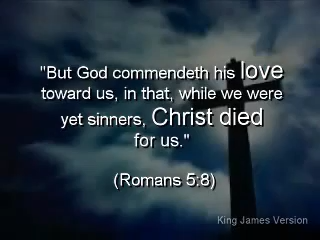 "But God commendeth his love
toward us, in that, while we were
yet sinners, Christ died
for us."
(Romans 5:8)
King James Version